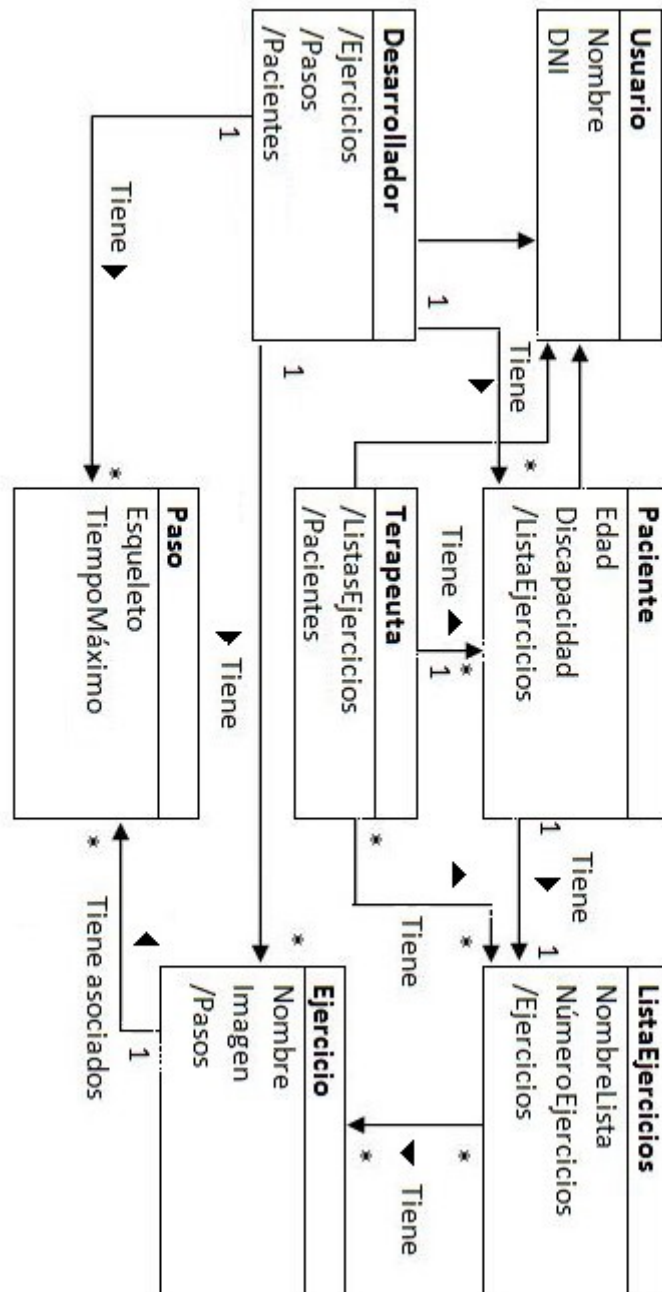 Usuario
Nombre
DNI
Paciente
Edad
Discapacidad
/ListaEjercicios
ListaEjercicios
NombreLista
NúmeroEjercicios
/Ejercicios
Tiene
*
1
1
Tiene
1
Tiene
*
1
*
Tiene
*
*
Tiene
*
Desarrollador
/Ejercicios
/Pasos
/Pacientes
Terapeuta
/ListasEjercicios
/Pacientes
Ejercicio
Nombre
Imagen
/Pasos
1
*
1
Tiene
1
Tiene
*
Paso
Esqueleto
TiempoMáximo
*
Tiene asociados